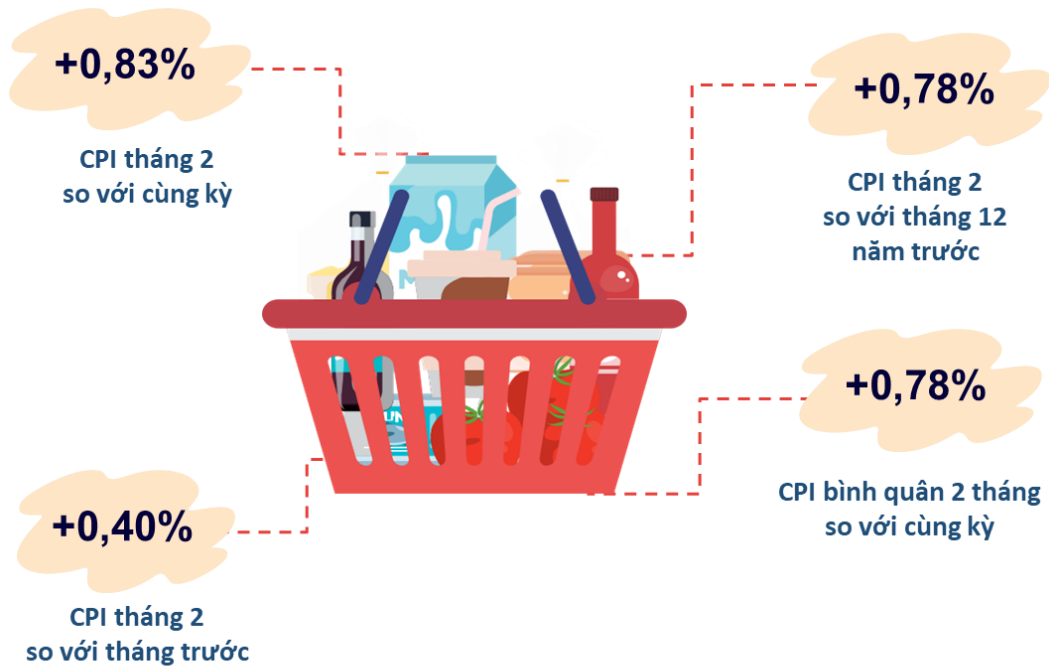 +0,83%
CPI tháng 2
so với cùng kỳ
+0,78%
CPI tháng 2
so với tháng 12
năm trước
+0,78%
CPI bình quân 2 tháng
so với cùng kỳ
+0,40%
CPI tháng 2
so với tháng trước